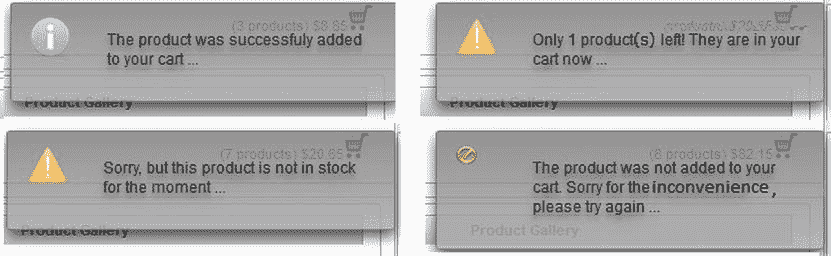 (3 products) $8.85
The product was successfuly added
to your cart ...
Product Gallery
Only 1 product(s) left! They are in your
cart now ...
Product Gallery
(7 products) $20.65
Sorry, but this product is not in stock
for the moment ...
Product Gallery
(8 products) $82.15
The product was not added to your
cart. Sorry for the inconvenience,
please try again ...
Product Gallery